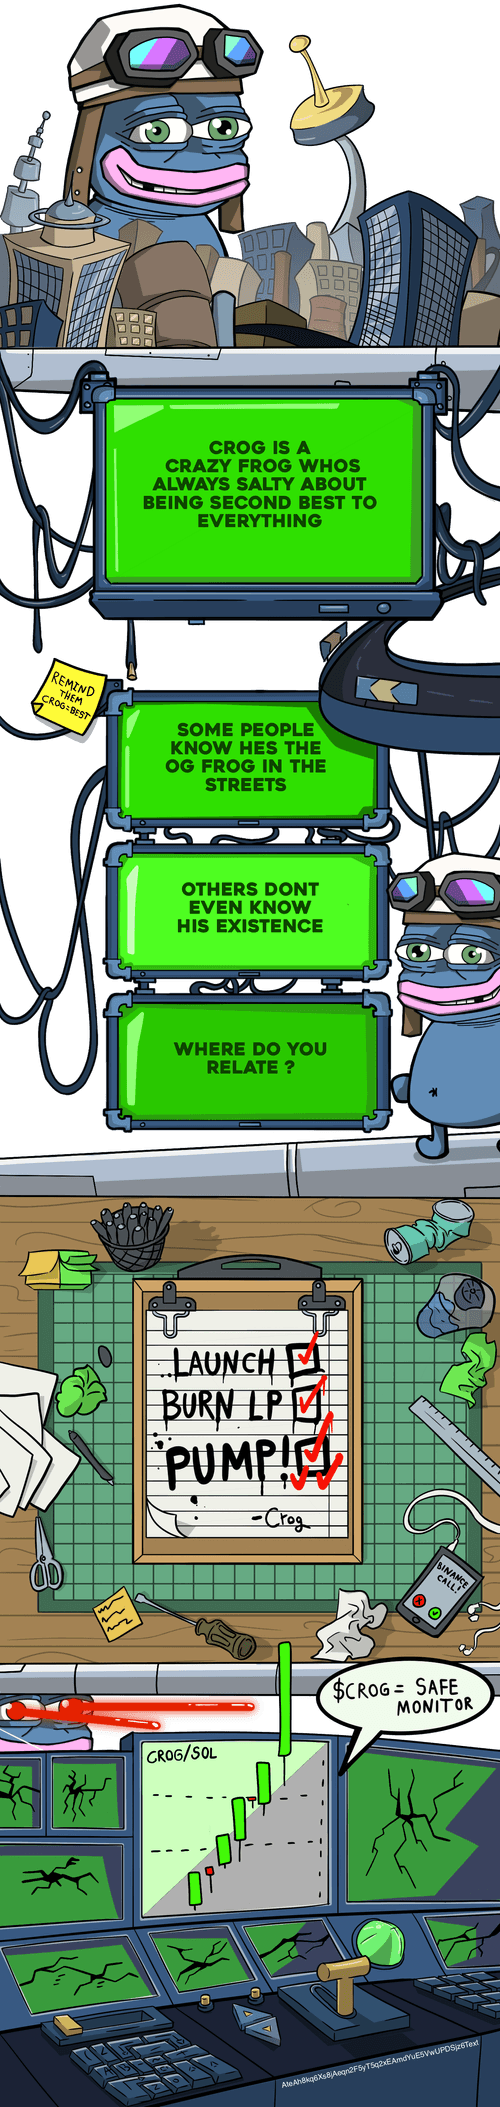 CROG IS A
CRAZY FROG WHOS
ALWAYS SALTY ABOUT
BEING SECOND BEST TO
EVERYTHING
REMIND
THEM
CROG=BEST
SOME PEOPLE
KNOW HES THE
OG FROG IN THE
STREETS
OTHERS DONT
EVEN KNOW
HIS EXISTENCE
WHERE DO YOU
RELATE ?
LAUNCH
BURN LP
PUMP!
-Crog
BINANCE
CALL!
$CROG = SAFE
MONITOR
CROG/SOL